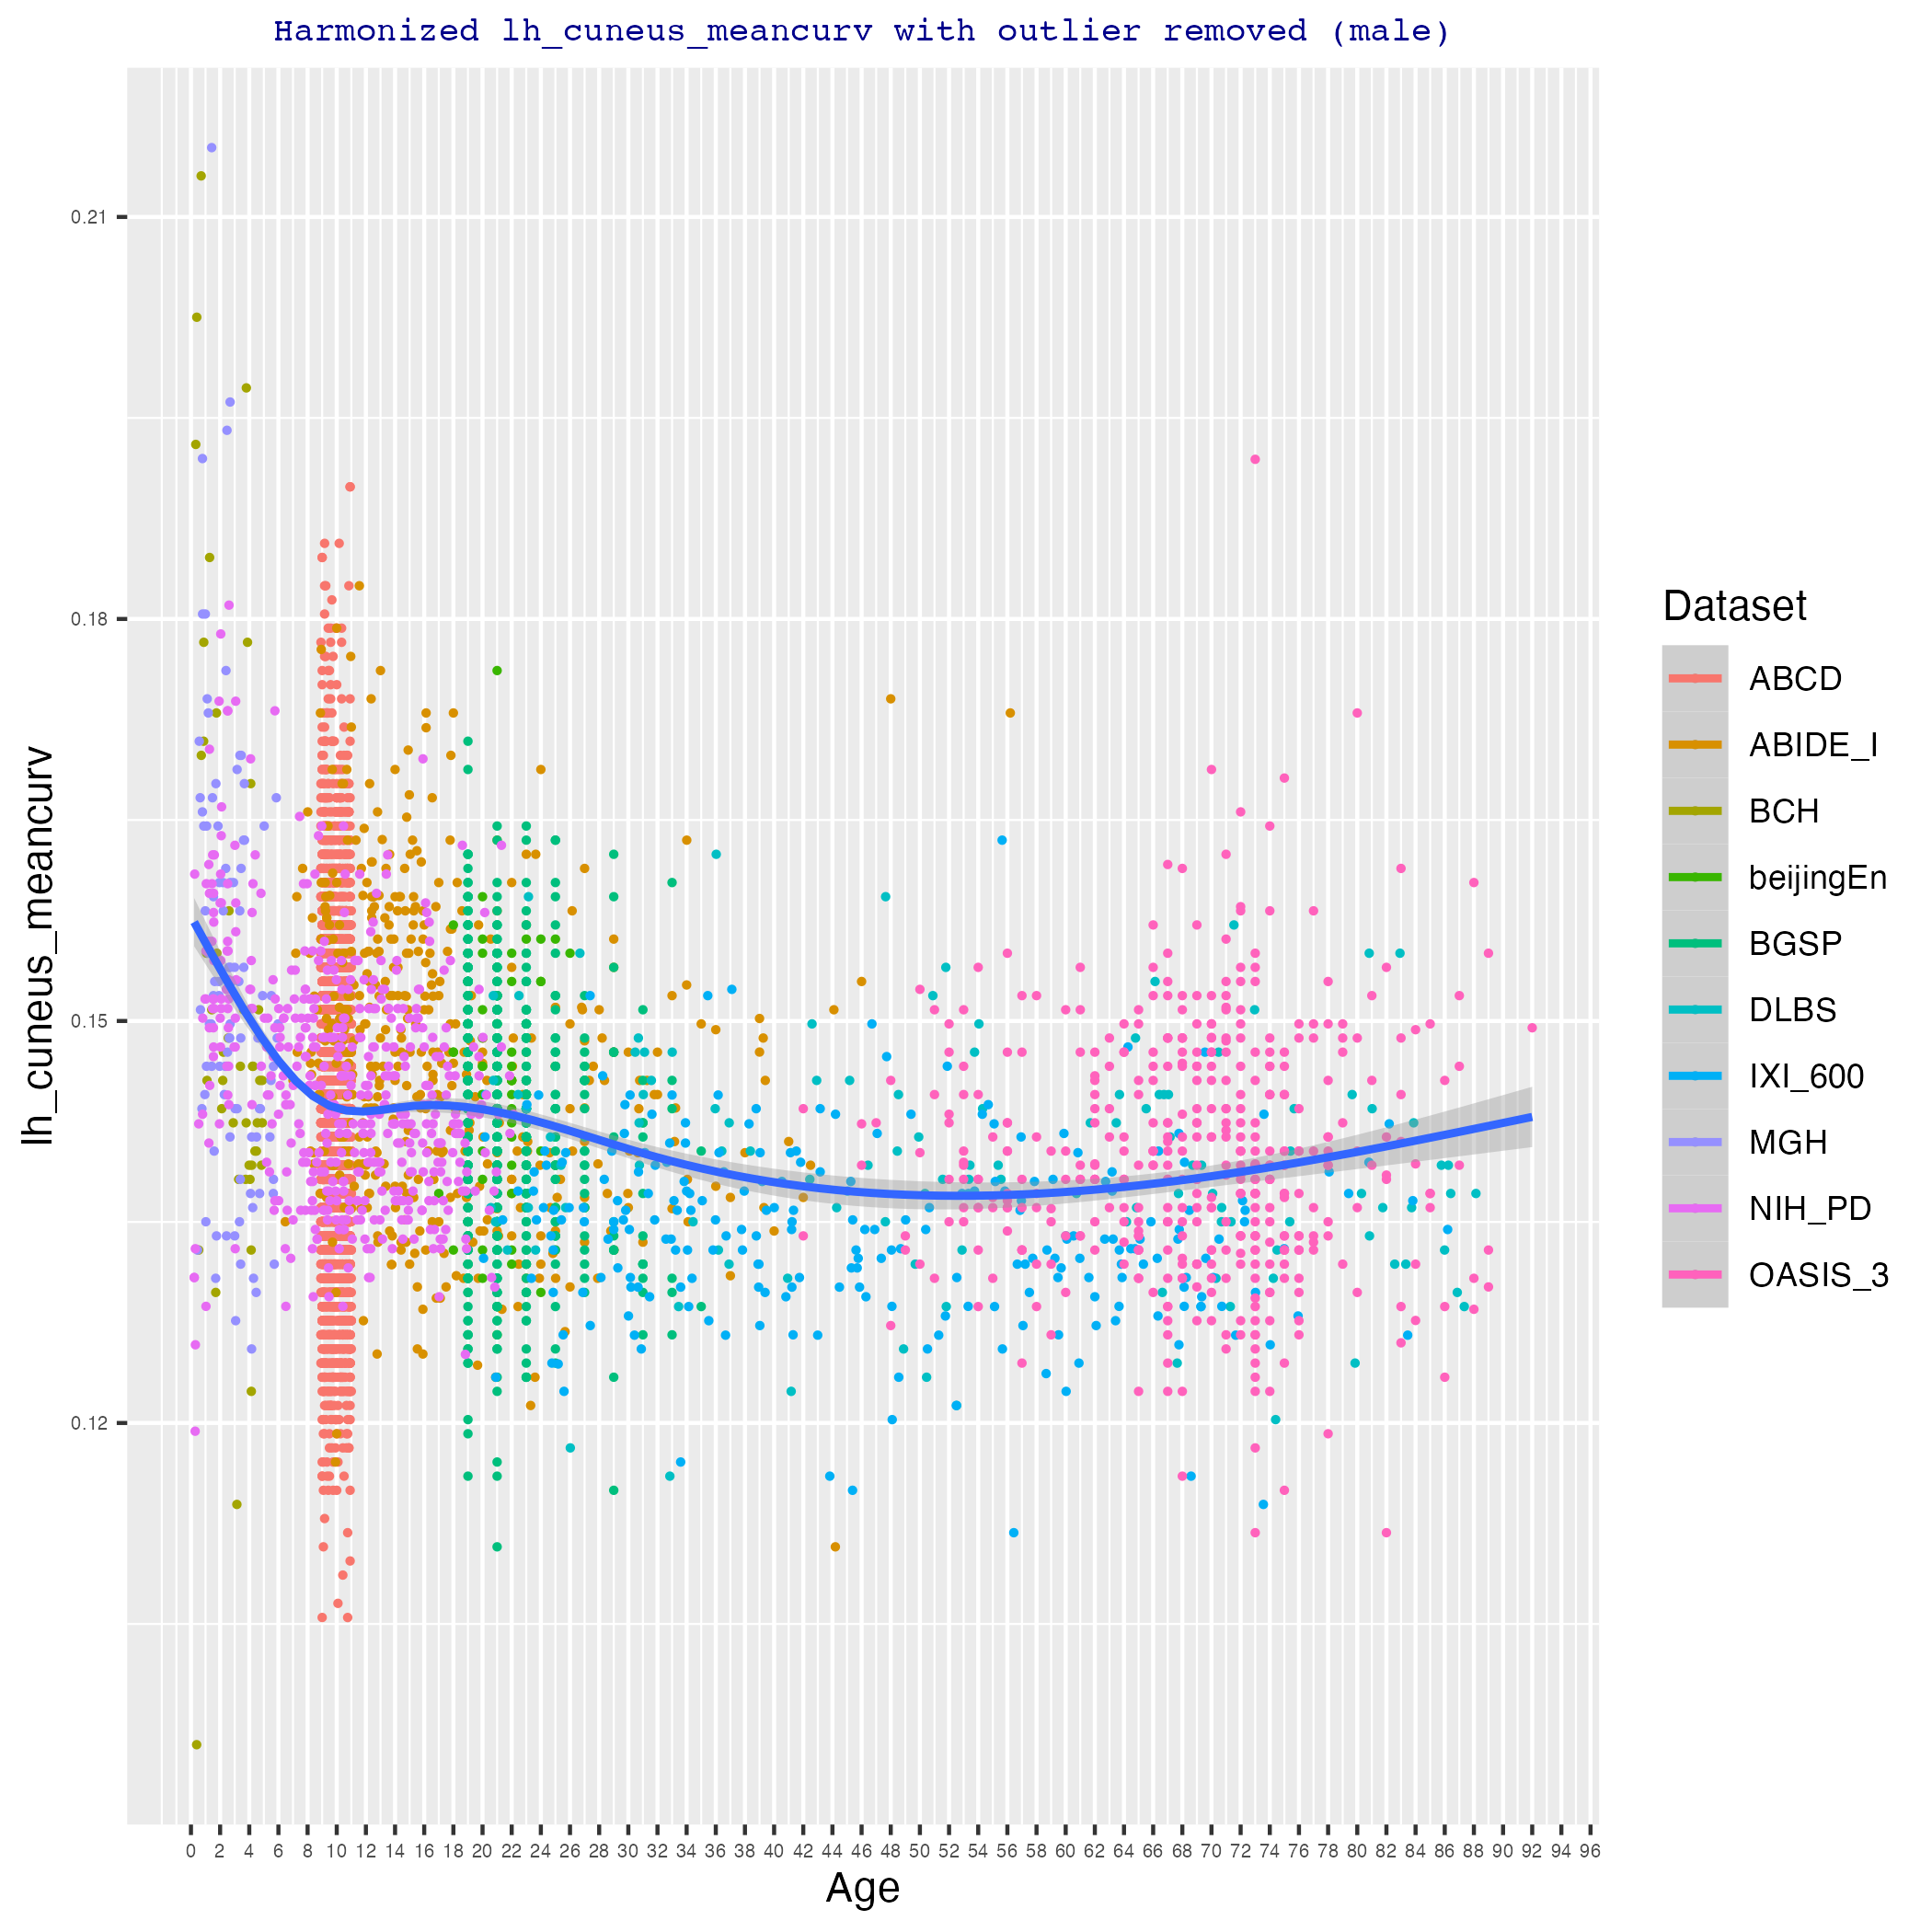 Harmonized lh_cuneus_meancurv with outlier removed (male)
lh_cuneus_meancurv
0.21
0.18
0.15
0.12
0 2 4 6 8 10 12 14 16 18 20 22 24 26 28 30 32 34 36 38 40 42 44 46 48 50 52 54 56 58 60 62 64 66 68 70 72 74 76 78 80 82 84 86 88 90 92 94 96
Age
Dataset
ABCD
ABIDE_I
BCH
beijingEn
BGSP
DLBS
IXI_600
MGH
NIH_PD
OASIS_3